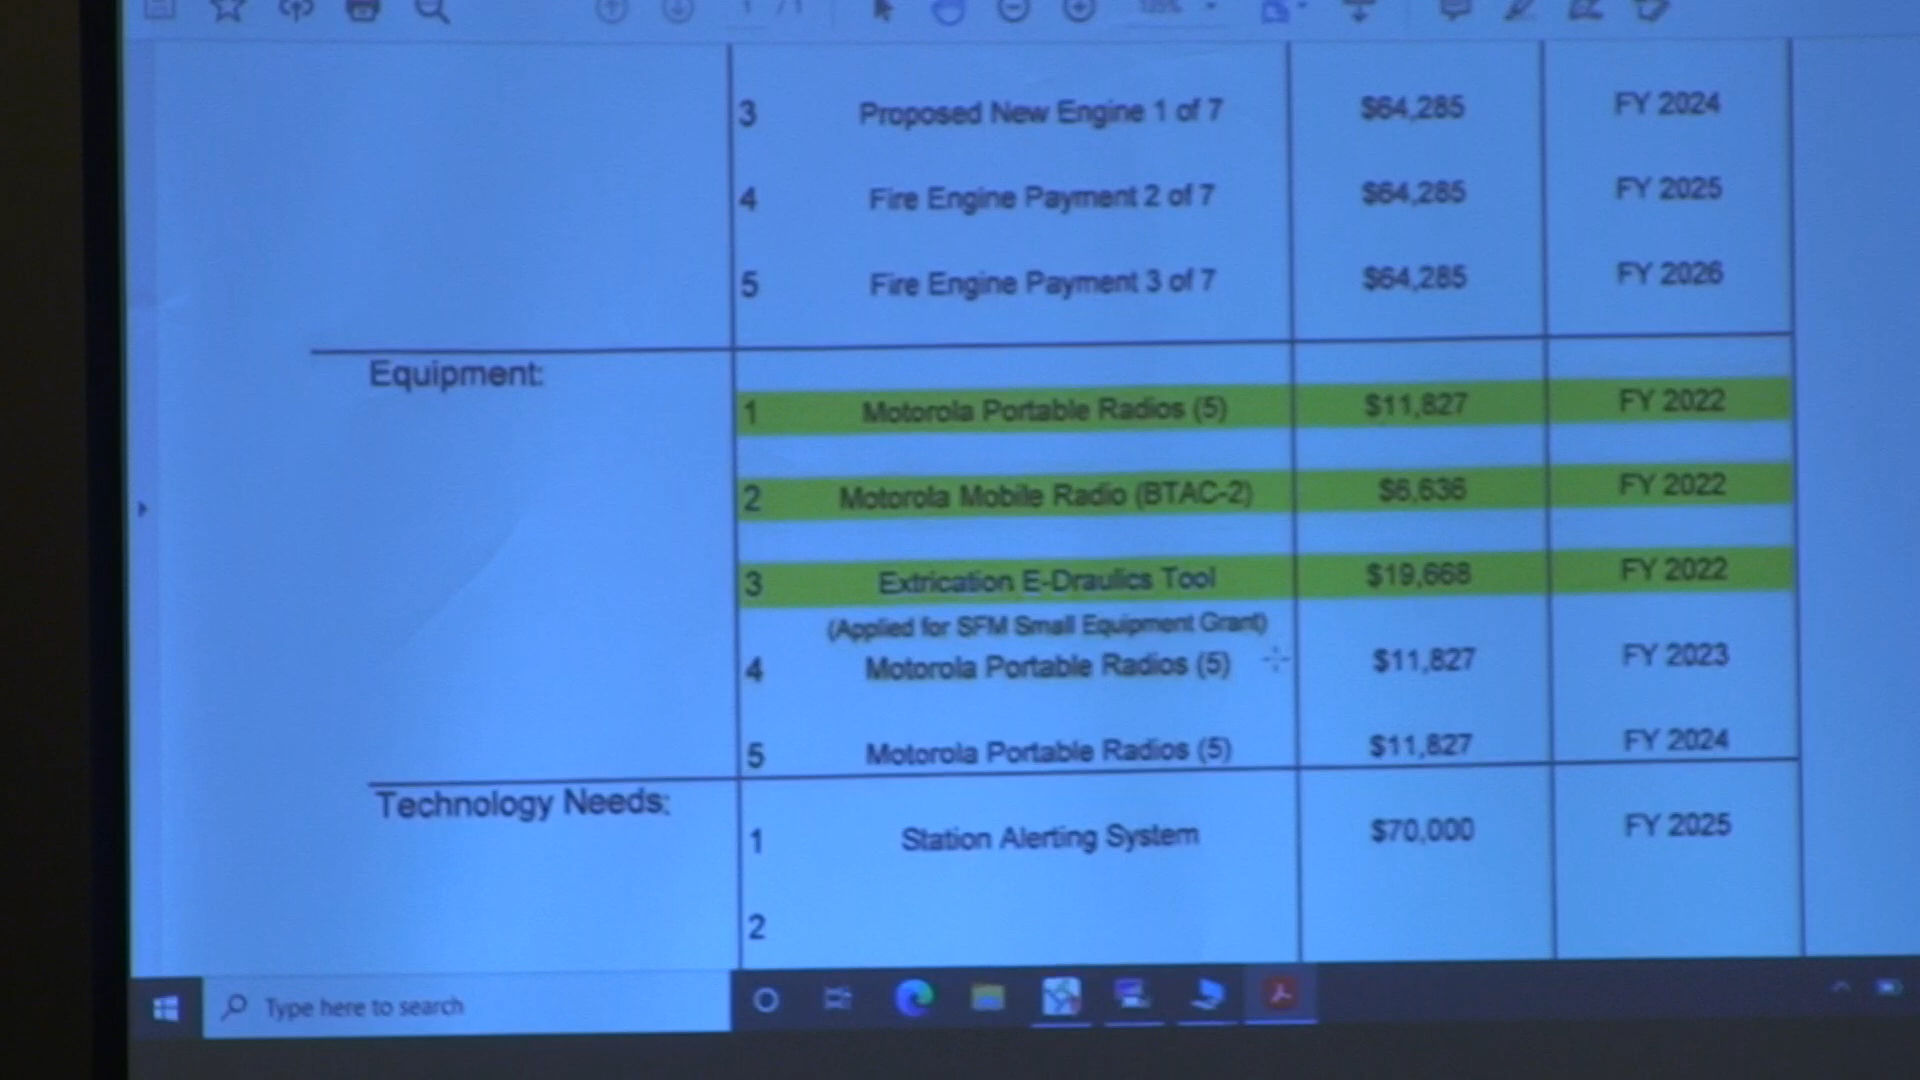 3 Proposed New Engine 1 of 7 $64,285 FY 2024
4 Fire Engine Payment 2 of 7 $64,285 FY 2025
5 Fire Engine Payment 3 of 7 $64,285 FY 2026
Equipment:
1 Motorola Portable Radios (5) $11,827 FY 2022
2 Motorola Mobile Radio (BTAC-2) $6,636 FY 2022
3 Extrication E-Draulics Tool $19,668 FY 2022
(Applied for SFM Small Equipment Grant)
4 Motorola Portable Radios (5) $11,827 FY 2023
5 Motorola Portable Radios (5) $11,827 FY 2024
Technology Needs:
1 Station Alerting System $70,000 FY 2025
2
Type here to search